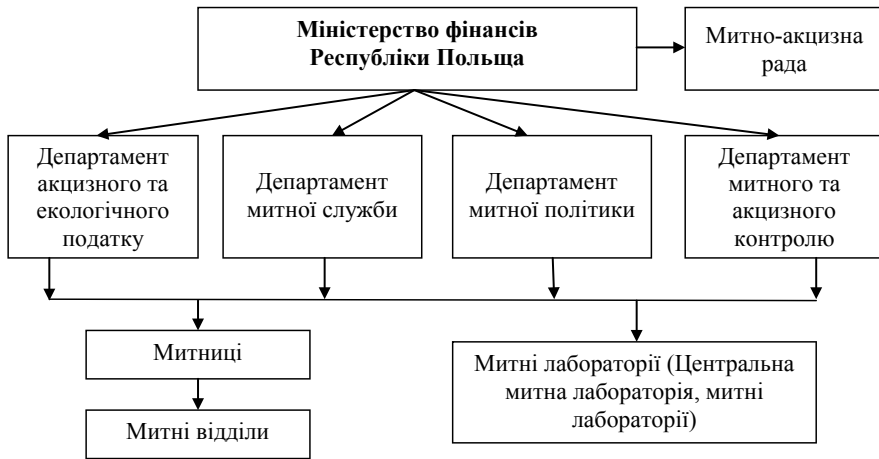 Міністерство фінансів
Республіки Польща
Митно-акцизна
рада
Департамент
акцизного та
екологічного
податку
Департамент
митної служби
Департамент
митної політики
Департамент
митного та
акцизного
контролю
Митниці
Митні лабораторії (Центральна
митна лабораторія, митні
лабораторії)
Митні відділи